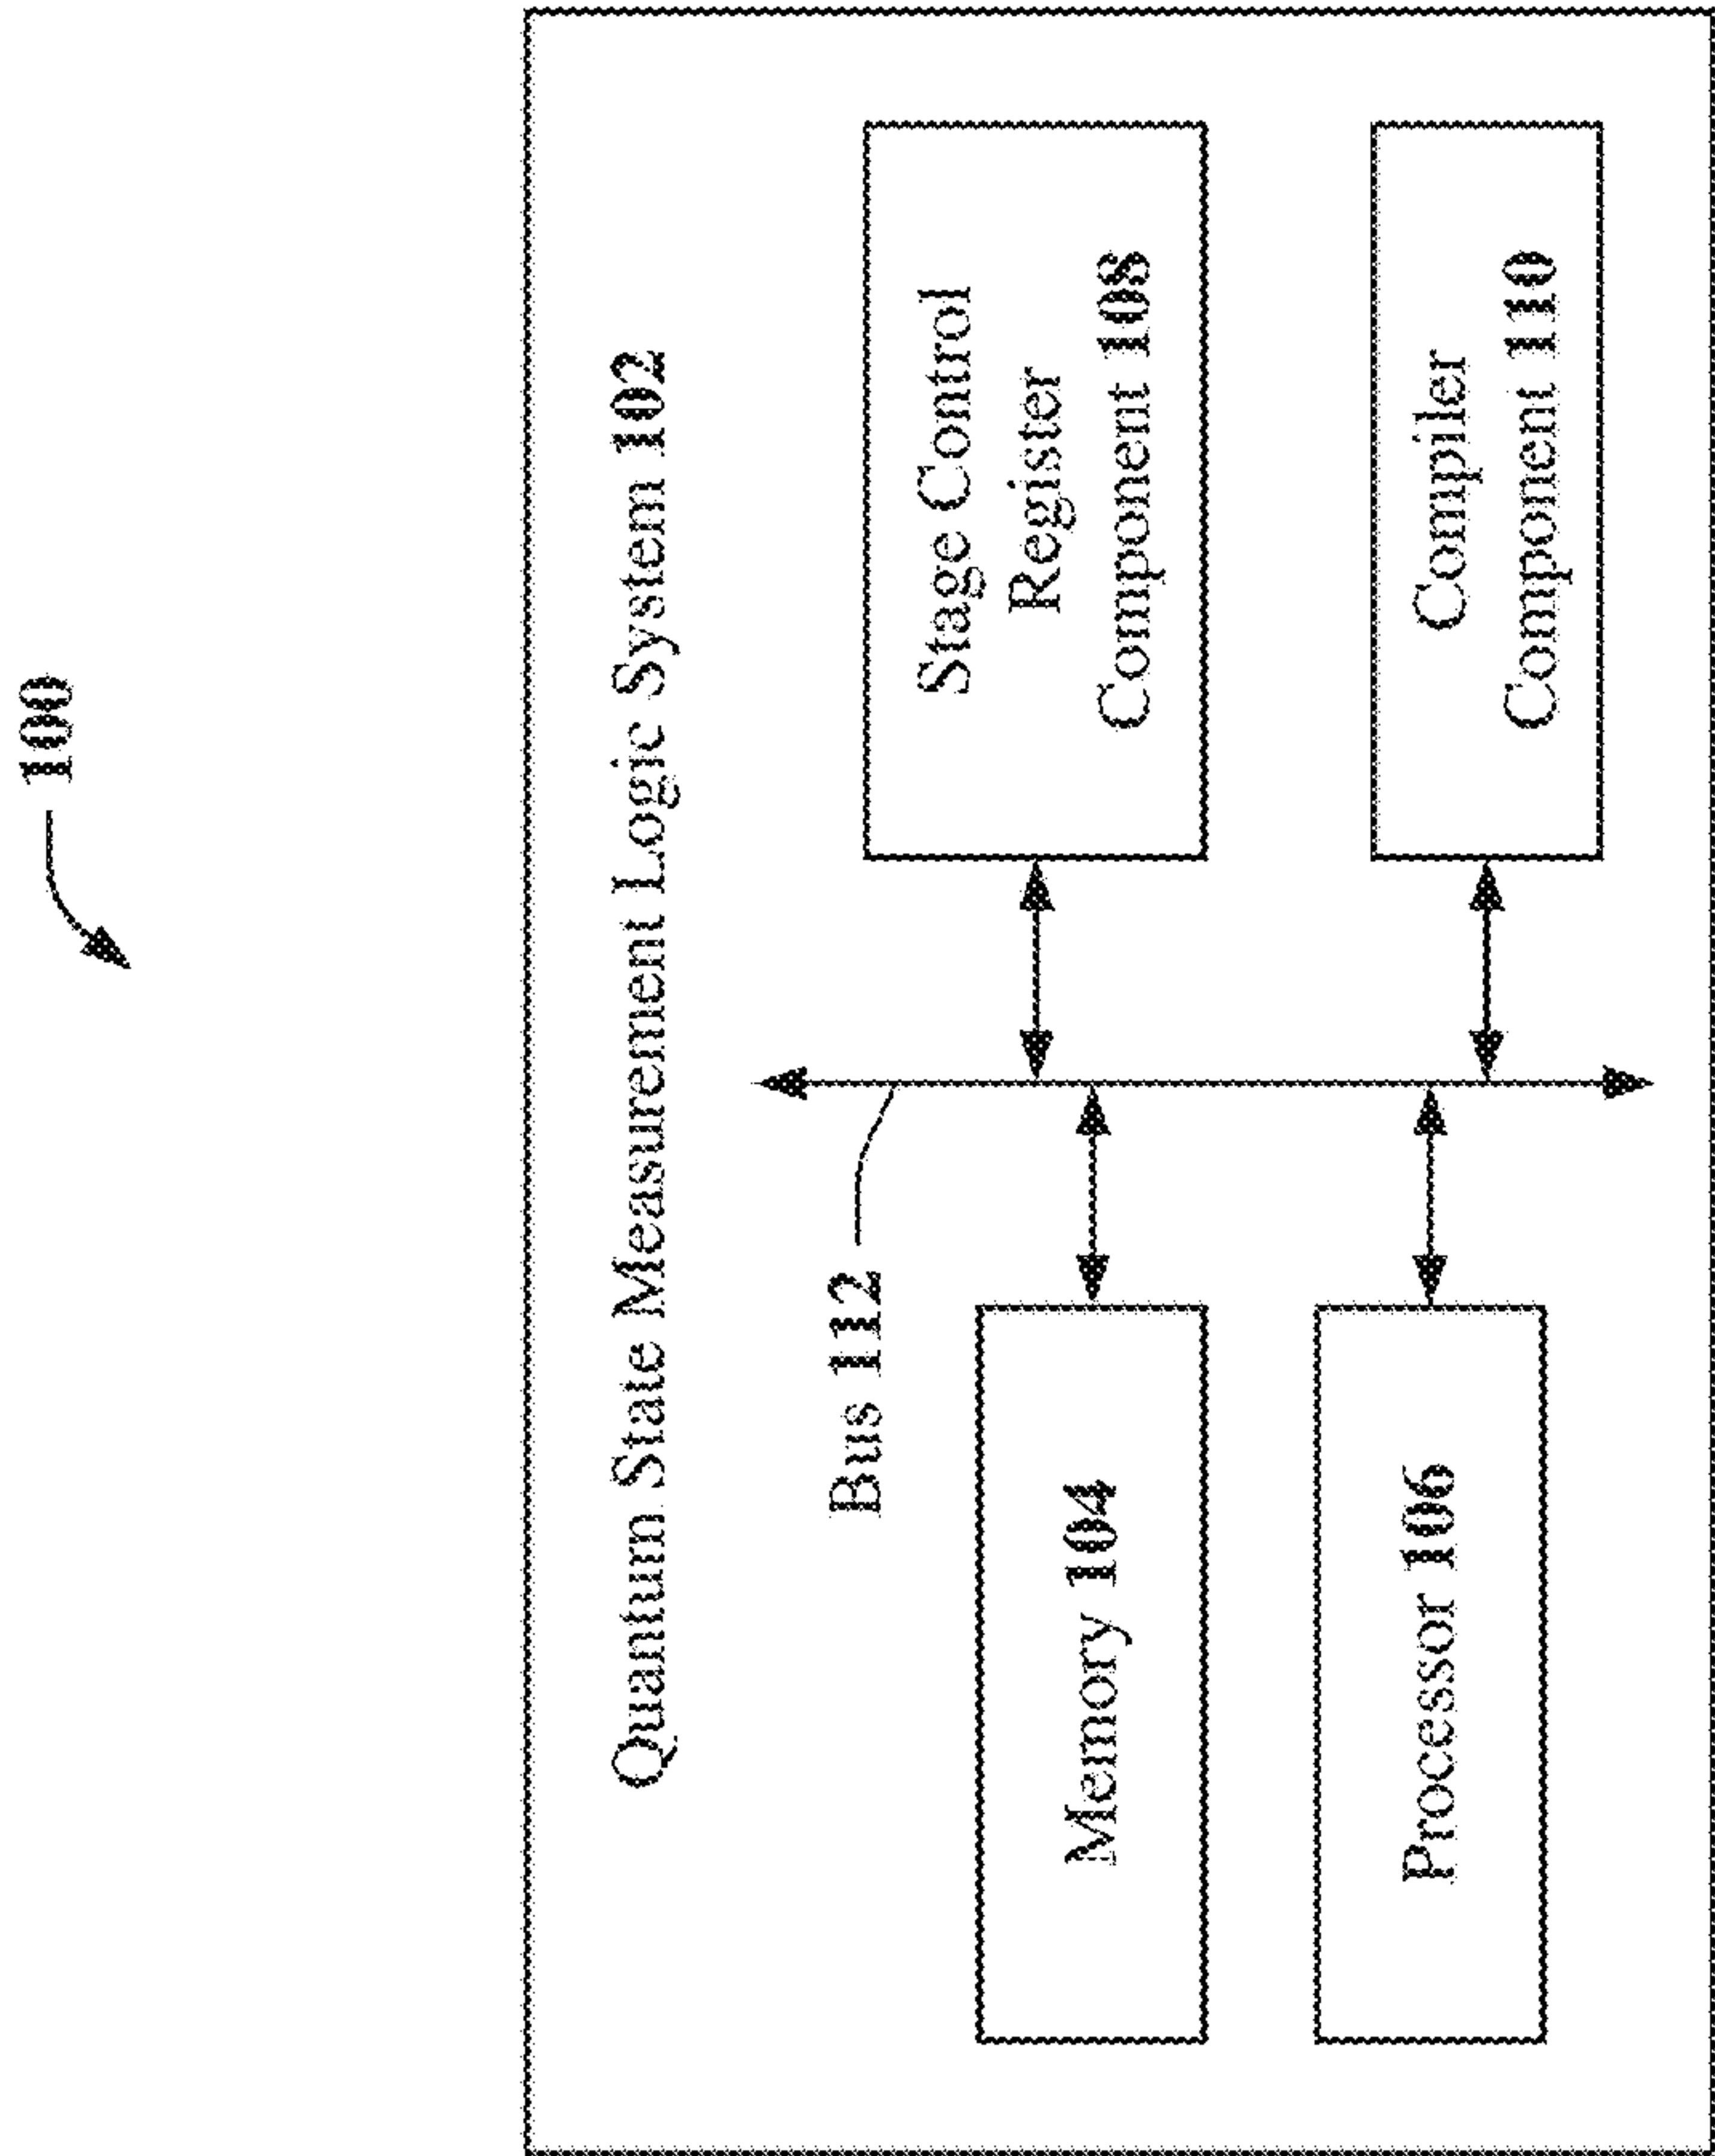 100
Quantum State Measurement Logic System 102
Bus 112
Memory 104
Processor 106
Stage Control
Register
Component 108
Compiler
Component 110